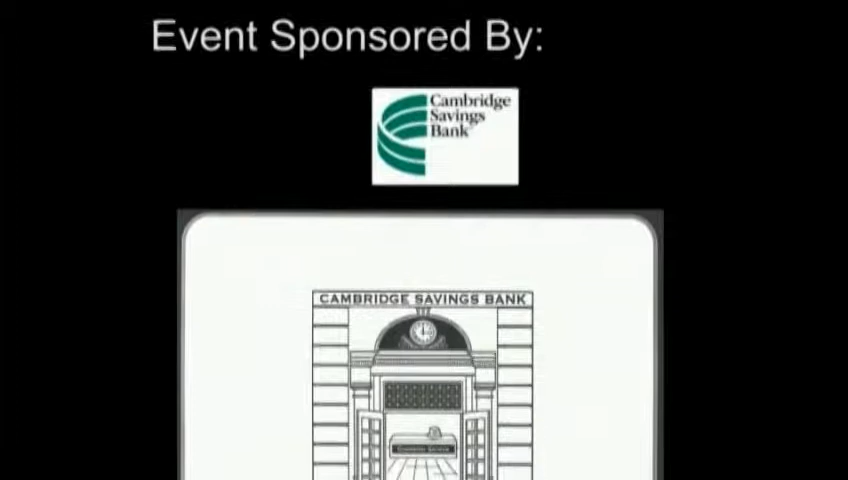 Event Sponsored By:
Cambridge
Savings
Bank
CAMBRIDGE SAVINGS BANK